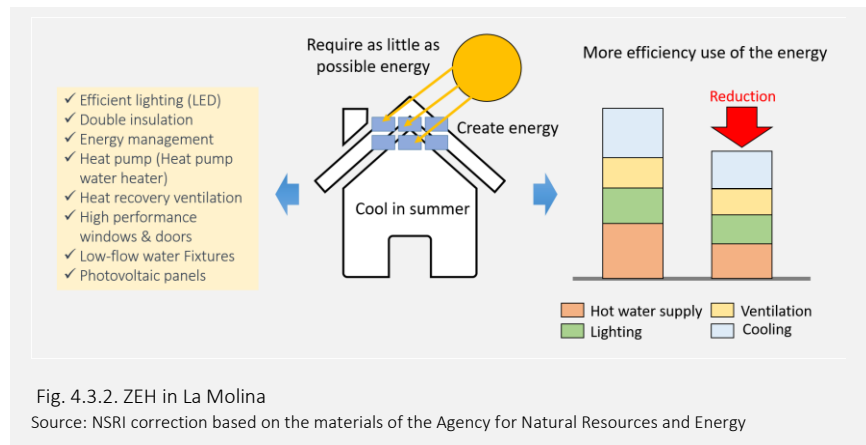 Require as little as
possible energy
More efficiency use of the energy
✓ Efficient lighting (LED)
✓ Double insulation
✓ Energy management
✓ Heat pump (Heat pump
water heater)
✓ Heat recovery ventilation
✓ High performance
windows & doors
✓ Low-flow water Fixtures
✓ Photovoltaic panels
Create energy
Cool in summer
Reduction
Hot water supply
Ventilation
Lighting
Cooling
Fig. 4.3.2. ZEH in La Molina
Source: NSRI correction based on the materials of the Agency for Natural Resources and Energy